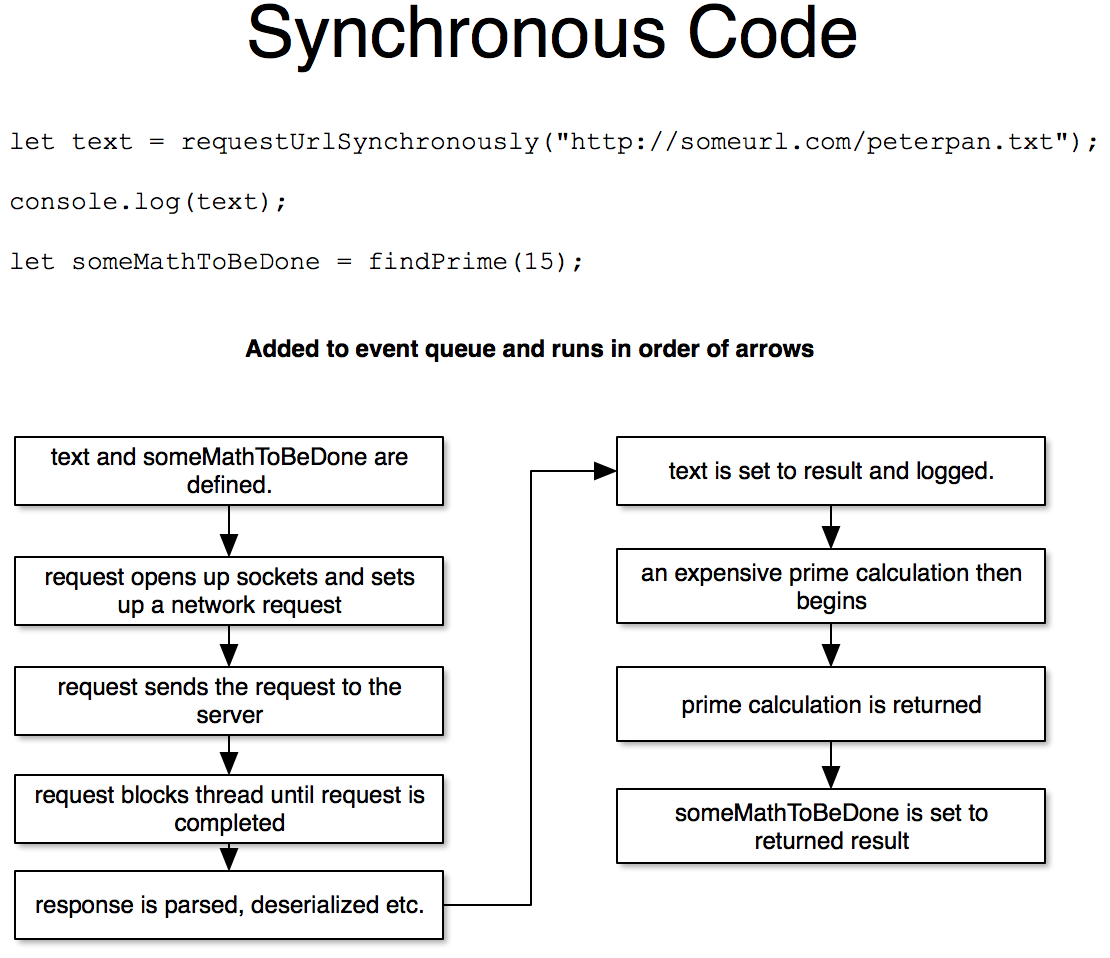 Synchronous Code
let text = requestUrlSynchronously("http://someurl.com/peterpan.txt");
console.log(text);
let someMathToBeDone = findPrime(15);
Added to event queue and runs in order of arrows
text and someMathToBeDone are
defined.
request opens up sockets and sets
up a network request
request sends the request to the
server
request blocks thread until request is
completed
response is parsed, deserialized etc.
text is set to result and logged.
an expensive prime calculation then
begins
prime calculation is returned
someMathToBeDone is set to
returned result